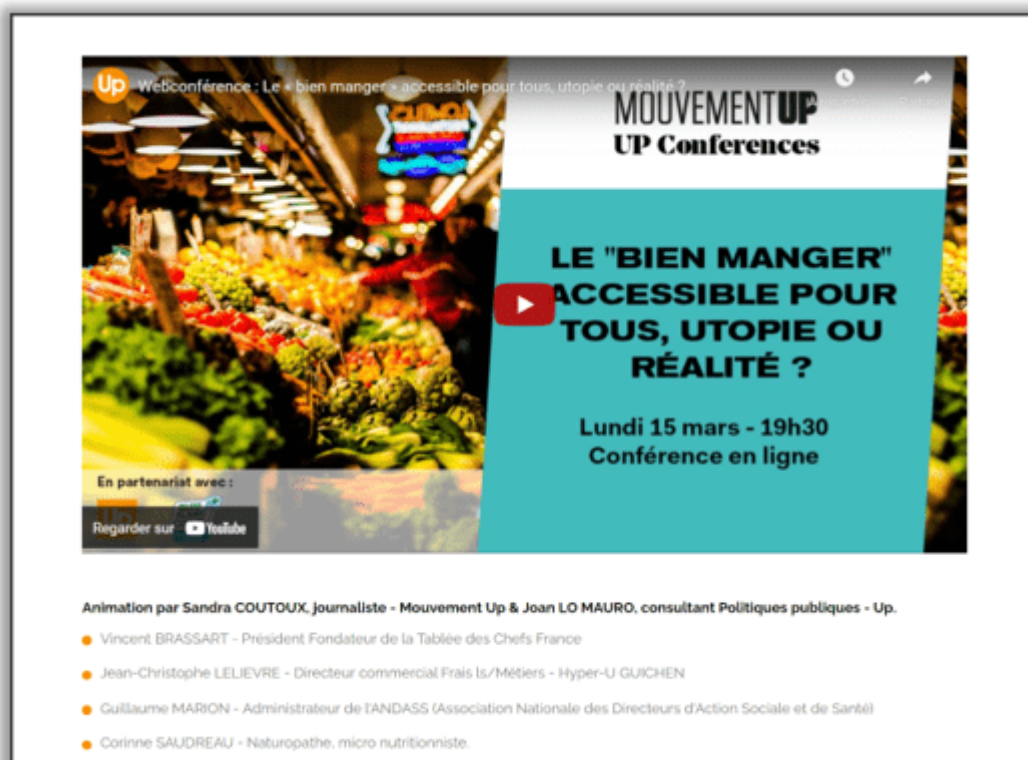 Up Webconférence : Le « bien manger » accessible pour tous, utopie ou réalité ?
MOUVEMENTUP
UP Conferences
LE "BIEN MANGER"
ACCESSIBLE POUR
TOUS, UTOPIE OU
RÉALITÉ ?
Lundi 15 mars - 19h30
Conférence en ligne
En partenariat avec :
Up
Regarder sur YouTube
Animation par Sandra COUTOUX, journaliste - Mouvement Up & Joan LO MAURO, consultant Politiques publiques - Up.
Vincent BRASSART - Président Fondateur de la Tablée des Chefs France
Jean-Christophe LELIEVRE - Directeur commercial Frais ls/Métiers - Hyper-U GUICHEN
Guillaume MARION - Administrateur de l'ANDASS (Association Nationale des Directeurs d'Action Sociale et de Santé)
Corinne SAUDREAU - Naturopathe, micro nutritionniste.